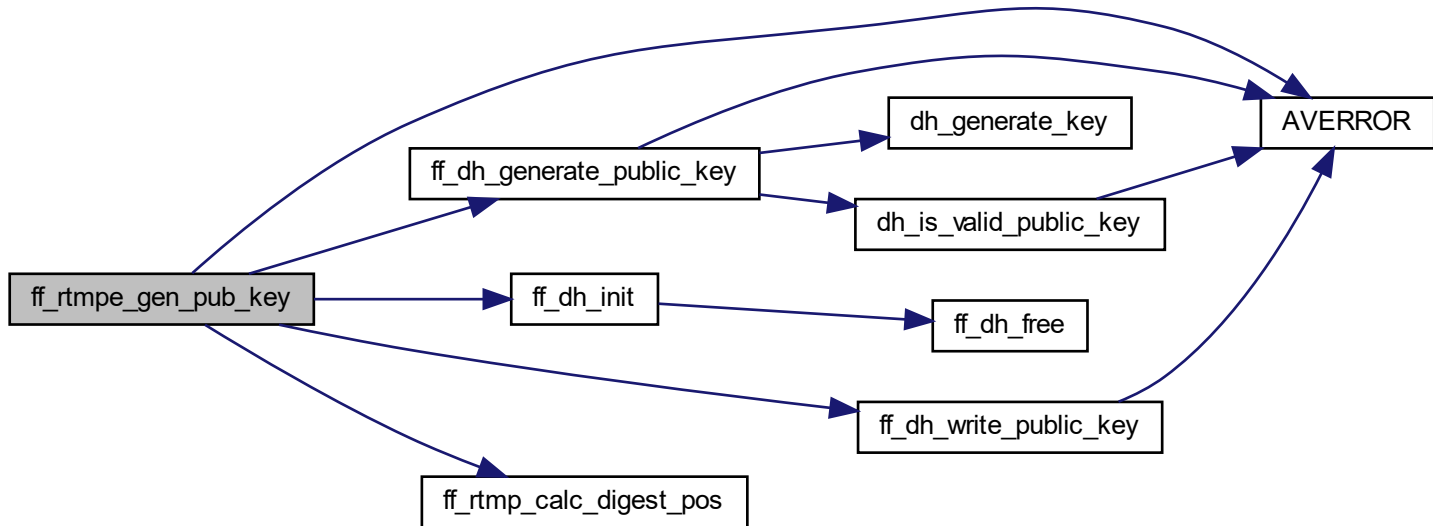 AVERROR
dh_generate_key
ff_dh_generate_public_key
dh_is_valid_public_key
ff_rtmpe_gen_pub_key
ff_dh_init
ff_dh_free
ff_dh_write_public_key
ff_rtmp_calc_digest_pos